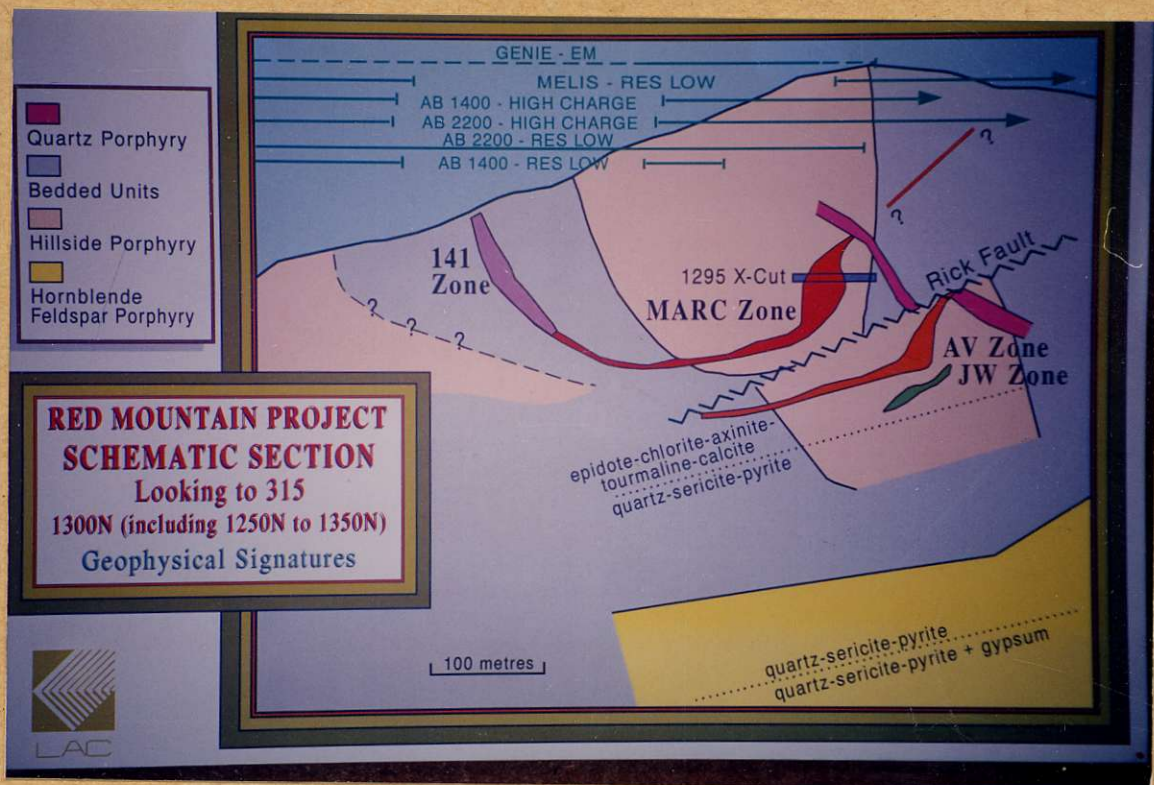 GENIE - EM
MELIS - RES LOW
AB 1400 - HIGH CHARGE
AB 2200 - HIGH CHARGE
AB 2200 - RES LOW
AB 1400 - RES LOW
Quartz Porphyry
Bedded Units
Hillside Porphyry
Hornblende
Feldspar Porphyry
141
Zone
1295 X-Cut
MARC Zone
?
?
Rick Fault
AV Zone
JW Zone
?
?
?
epidote-chlorite-axinite-
tourmaline-calcite
quartz-sericite-pyrite
RED MOUNTAIN PROJECT
SCHEMATIC SECTION
Looking to 315
1300N (including 1250N to 1350N)
Geophysical Signatures
100 metres
quartz-sericite-pyrite
quartz-sericite-pyrite + gypsum
LAC